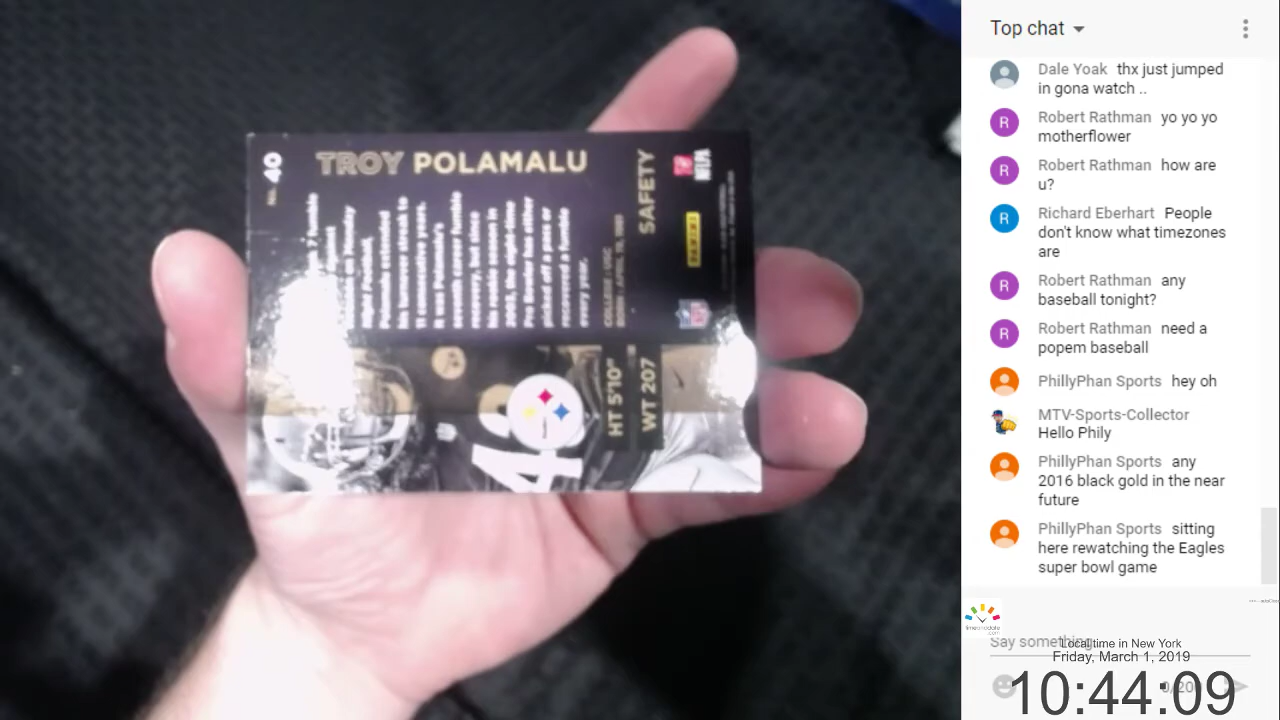 No. 40
TROY POLAMALU
Night Football,
Polamalu extended
his turnover streak to
11 consecutive years.
It was Polamalu's
seventh career fumble
recovery, but since
his rookie season in
2003, the eight-time
Pro Bowler has either
picked off a pass or
recovered a fumble
every year.
COLLEGE: USC
SAFETY
HT 5'10"
WT 207
PANINI
NFLPA
NFL
Top chat
Dale Yoak thx just jumped
in gona watch ..
Robert Rathman yo yo yo
motherflower
Robert Rathman how are
u?
Richard Eberhart People
don't know what timezones
are
Robert Rathman any
baseball tonight?
Robert Rathman need a
popem baseball
PhillyPhan Sports hey oh
MTV-Sports-Collector
Hello Phily
PhillyPhan Sports any
2016 black gold in the near
future
PhillyPhan Sports sitting
here rewatching the Eagles
super bowl game
Say something...
Local time in New York
Friday, March 1, 2019
10:44:09
0/200